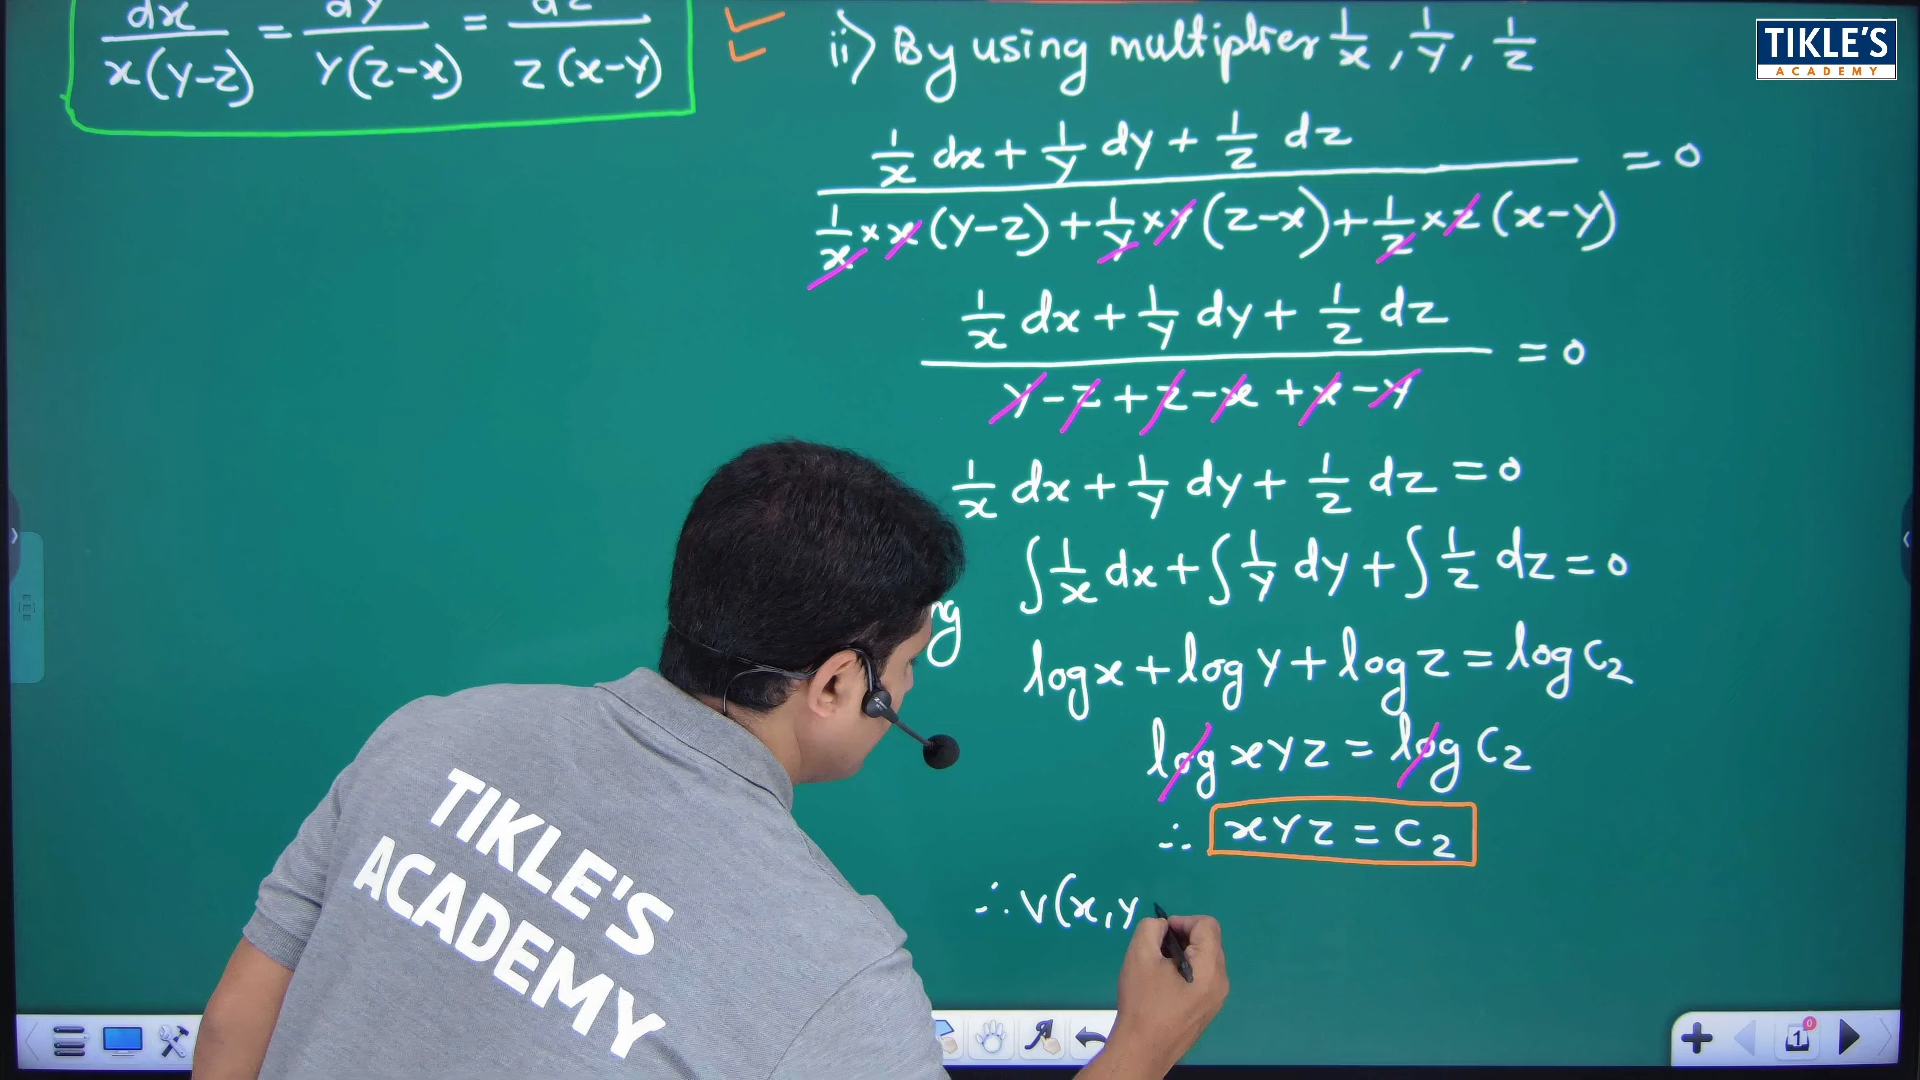 dx/x(y-z) = dy/y(z-x) = dz/z(x-y)
ii) By using multiplier 1/x, 1/y, 1/z
(1/x dx + 1/y dy + 1/z dz)/(1/x × x(y-z) + 1/y × y(z-x) + 1/z × z(x-y)) = 0
(1/x dx + 1/y dy + 1/z dz)/(y-z+z-x+x-y) = 0
1/x dx + 1/y dy + 1/z dz = 0
∫1/x dx + ∫1/y dy + ∫1/z dz = 0
log x + log y + log z = log C₂
log xyz = log C₂
∴ xyz = C₂
∴ v(x, y
TIKLE'S
ACADEMY
TIKLE'S
ACADEMY
1
0